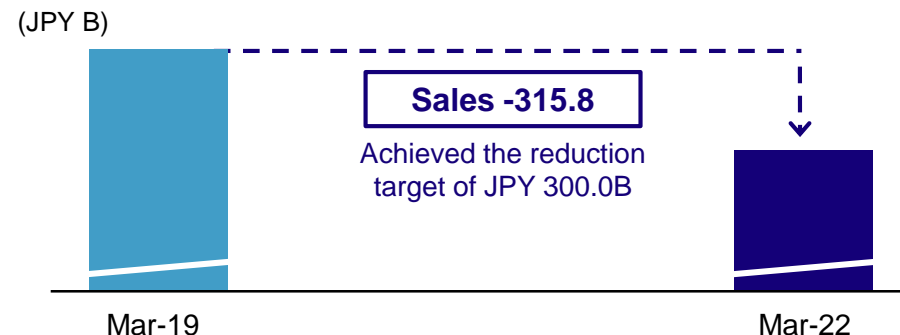 (JPY B)
Sales -315.8
Achieved the reduction
target of JPY 300.0B
Mar-19
Mar-22